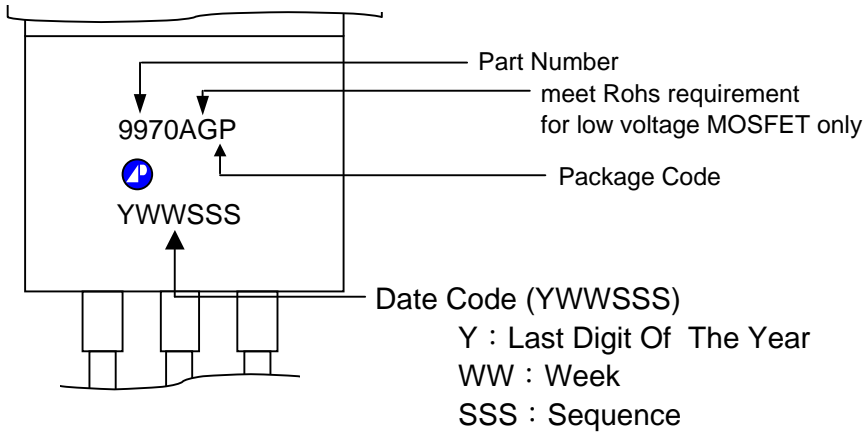 Part Number
meet Rohs requirement
for low voltage MOSFET only
9970AGP
Package Code
YWWSSS
Date Code (YWWSSS)
Y：Last Digit Of The Year
WW：Week
SSS：Sequence